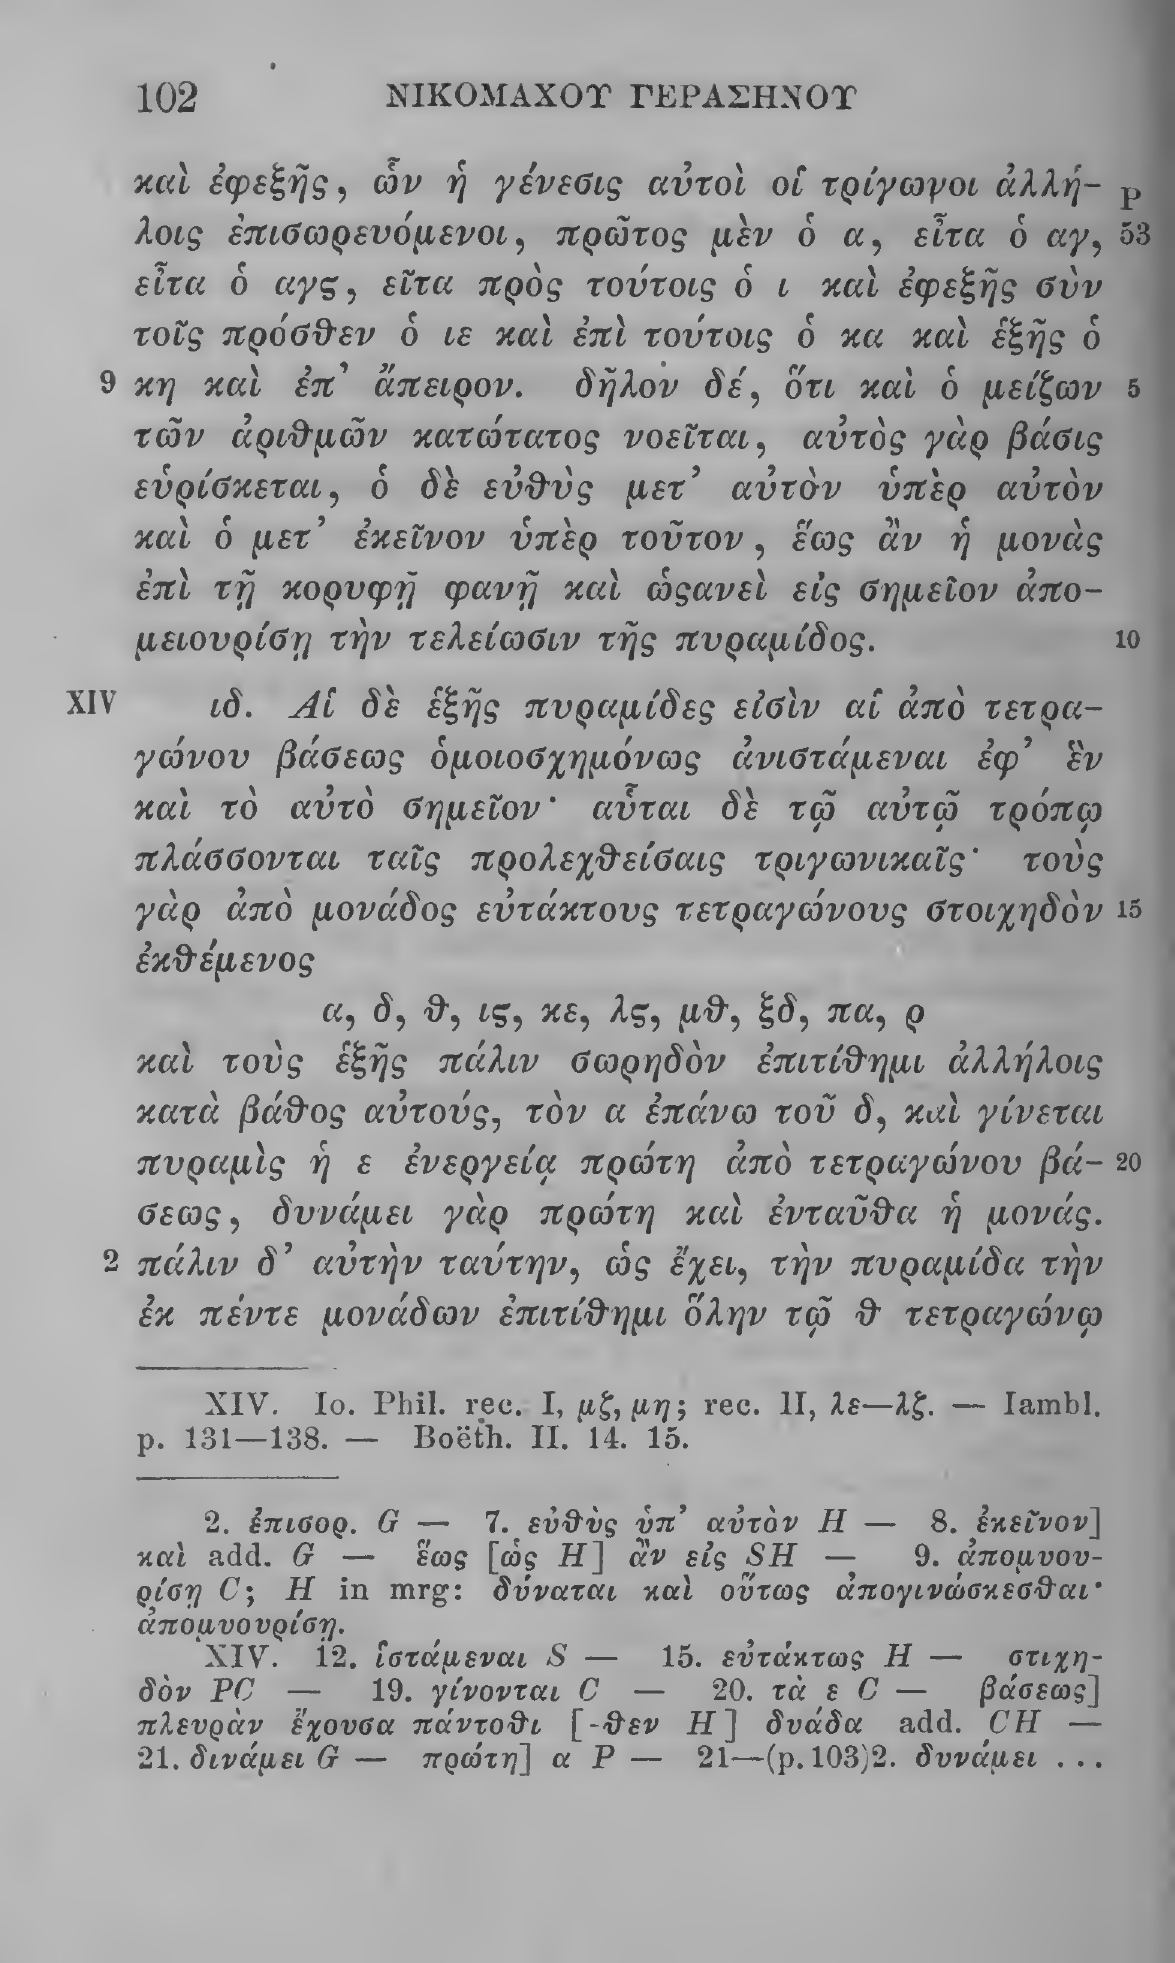 102 ΝΙΚΟΜΑΧΟΥ ΓΕΡΑΣΗΝΟΥ
καὶ ἐφεξῆς, ὧν ἡ γένεσις αὐτοὶ οἱ τρίγωνοι ἀλλή- p
λοις ἐπισωρευόμενοι, πρῶτος μὲν ὁ α, εἶτα ὁ αγ, 53
εἶτα ὁ αγϛ, εἶτα πρὸς τούτοις ὁ ι καὶ ἐφεξῆς σὺν
τοῖς πρόσθεν ὁ ιε καὶ ἐπὶ τούτοις ὁ κα καὶ ἑξῆς ὁ
9 κη καὶ ἐπ’ ἄπειρον. δῆλον δέ, ὅτι καὶ ὁ μείζων 5
τῶν ἀριθμῶν κατώτατος νοεῖται, αὐτὸς γὰρ βάσις
εὑρίσκεται, ὁ δὲ εὐθὺς μετ’ αὐτὸν ὑπὲρ αὐτὸν
καὶ ὁ μετ’ ἐκεῖνον ὑπὲρ τοῦτον, ἕως ἂν ἡ μονὰς
ἐπὶ τῇ κορυφῇ φανῇ καὶ ὡςανεὶ εἰς σημεῖον ἀπο-
μειουρίσῃ τὴν τελείωσιν τῆς πυραμίδος. 10
XIV ιδ. Αἱ δὲ ἑξῆς πυραμίδες εἰσὶν αἱ ἀπὸ τετρα-
γώνου βάσεως ὁμοιοσχημόνως ἀνιστάμεναι ἐφ’ ἓν
καὶ τὸ αὐτὸ σημεῖον· αὗται δὲ τῷ αὐτῷ τρόπῳ
πλάσσονται ταῖς προλεχθείσαις τριγωνικαῖς· τοὺς
γὰρ ἀπὸ μονάδος εὐτάκτους τετραγώνους στοιχηδὸν 15
ἐκθέμενος
α, δ, θ, ιϛ, κε, λϛ, μθ, ξδ, πα, ρ
καὶ τοὺς ἑξῆς πάλιν σωρηδὸν ἐπιτίθημι ἀλλήλοις
κατὰ βάθος αὐτούς, τὸν α ἐπάνω τοῦ δ, καὶ γίνεται
πυραμὶς ἡ ε ἐνεργείᾳ πρώτη ἀπὸ τετραγώνου βά- 20
σεως, δυνάμει γὰρ πρώτη καὶ ἐνταῦθα ἡ μονάς.
2 πάλιν δ’ αὐτὴν ταύτην, ὡς ἔχει, τὴν πυραμίδα τὴν
ἐκ πέντε μονάδων ἐπιτίθημι ὅλην τῷ θ τετραγώνῳ
XIV. Io. Phil. rec. I, μζ, μη; rec. II, λε—λζ. — Iambl.
p. 131—138. — Boëth. II. 14. 15.
2. ἐπισορ. G — 7. εὐθὺς ὑπ’ αὐτὸν H — 8. ἐκεῖνον]
καὶ add. G — ἕως [ὡς H] ἂν εἰς SH — 9. ἀπομυου-
ρίσῃ C; H in mrg: δύναται καὶ οὕτως ἀπογινώσκεσθαι·
ἀπομυουρίσῃ.
XIV. 12. ἱστάμεναι S — 15. εὐτάκτως H — στιχη-
δὸν PC — 19. γίνονται C — 20. τὰ ε C — βάσεως]
πλευρὰν ἔχουσα πάντοθι [-θεν H] δυάδα add. CH —
21. δινάμει G — πρώτη] α P — 21—(p. 103)2. δυνάμει . . .